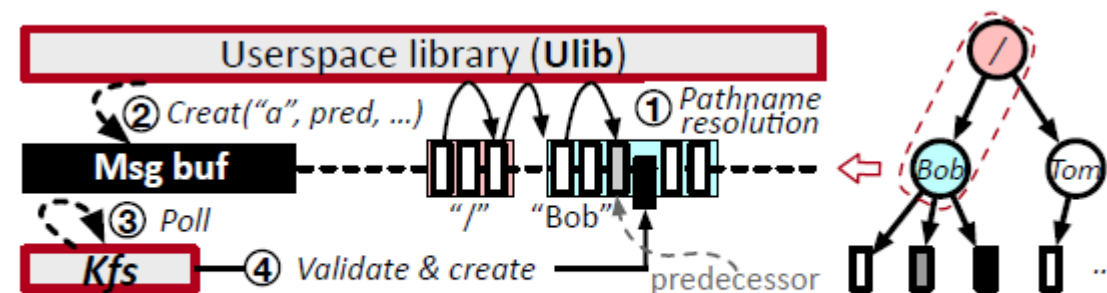 Userspace library (Ulib)
② Creat("a", pred, ...)
① Pathname
resolution
Msg buf
"/"
"Bob"
③ Poll
Kfs
④ Validate & create
predecessor
/
Bob
Tom
..